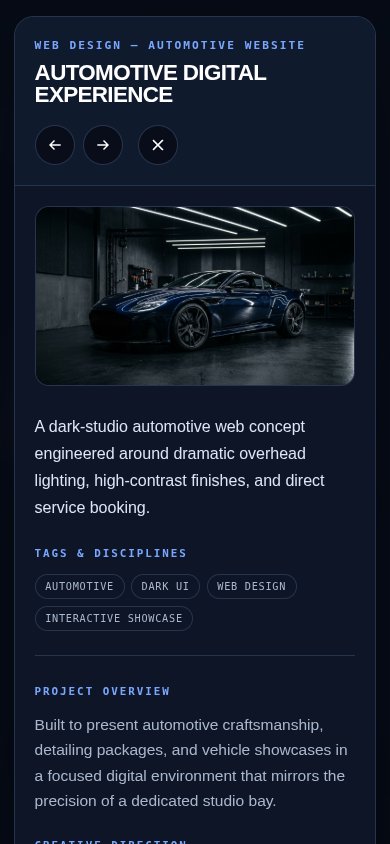 WEB DESIGN — AUTOMOTIVE WEBSITE
AUTOMOTIVE DIGITAL
EXPERIENCE
A dark-studio automotive web concept
engineered around dramatic overhead
lighting, high-contrast finishes, and direct
service booking.
TAGS & DISCIPLINES
AUTOMOTIVE
DARK UI
WEB DESIGN
INTERACTIVE SHOWCASE
PROJECT OVERVIEW
Built to present automotive craftsmanship,
detailing packages, and vehicle showcases in
a focused digital environment that mirrors the
precision of a dedicated studio bay.
CREATIVE DIRECTION